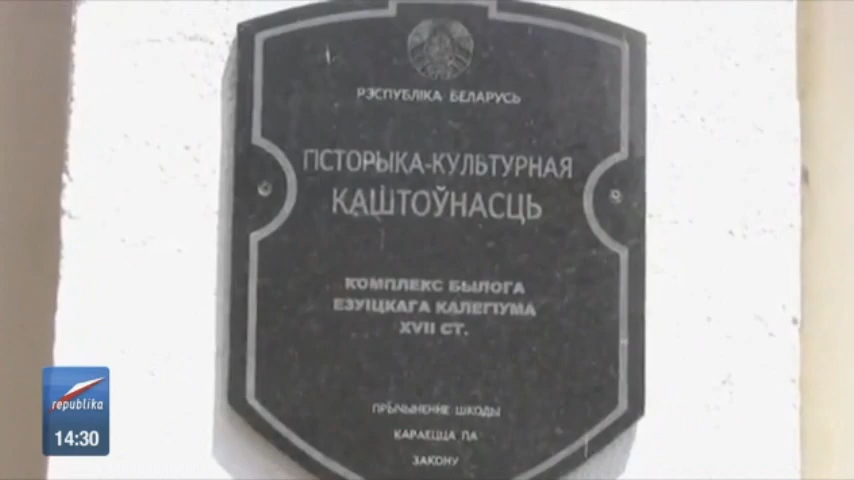 РЭСПУБЛІКА БЕЛАРУСЬ
ГІСТОРЫКА-КУЛЬТУРНАЯ
КАШТОЎНАСЦЬ
КОМПЛЕКС БЫЛОГА
ЕЗУІЦКАГА КАЛЕГІУМА
XVII СТ.
ПРЫЧЫНЕННЕ ШКОДЫ
КАРАЕЦЦА ПА
ЗАКОНУ
republika
14:30